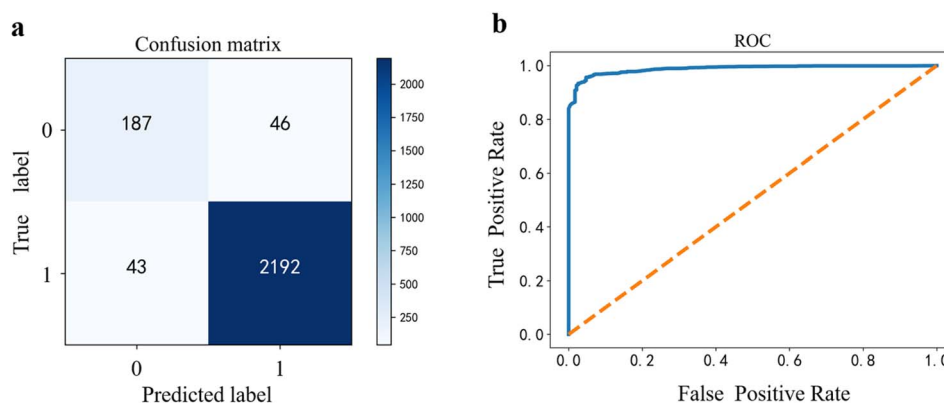 a
Confusion matrix
0
187
46
1
43
2192
0
1
Predicted label
True label
2000
1750
1500
1250
1000
750
500
250
b
ROC
1.0
0.8
0.6
0.4
0.2
0.0
0.0 0.2 0.4 0.6 0.8 1.0
True Positive Rate
False Positive Rate